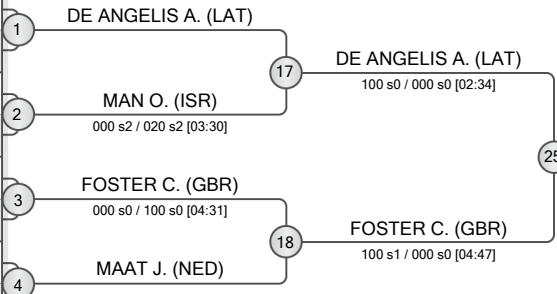 DE ANGELIS A. (LAT)
1
17
DE ANGELIS A. (LAT)
100 s0 / 000 s0 [02:34]
MAN O. (ISR)
2
000 s2 / 020 s2 [03:30]
25
FOSTER C. (GBR)
3
000 s0 / 100 s0 [04:31]
18
FOSTER C. (GBR)
100 s1 / 000 s0 [04:47]
MAAT J. (NED)
4